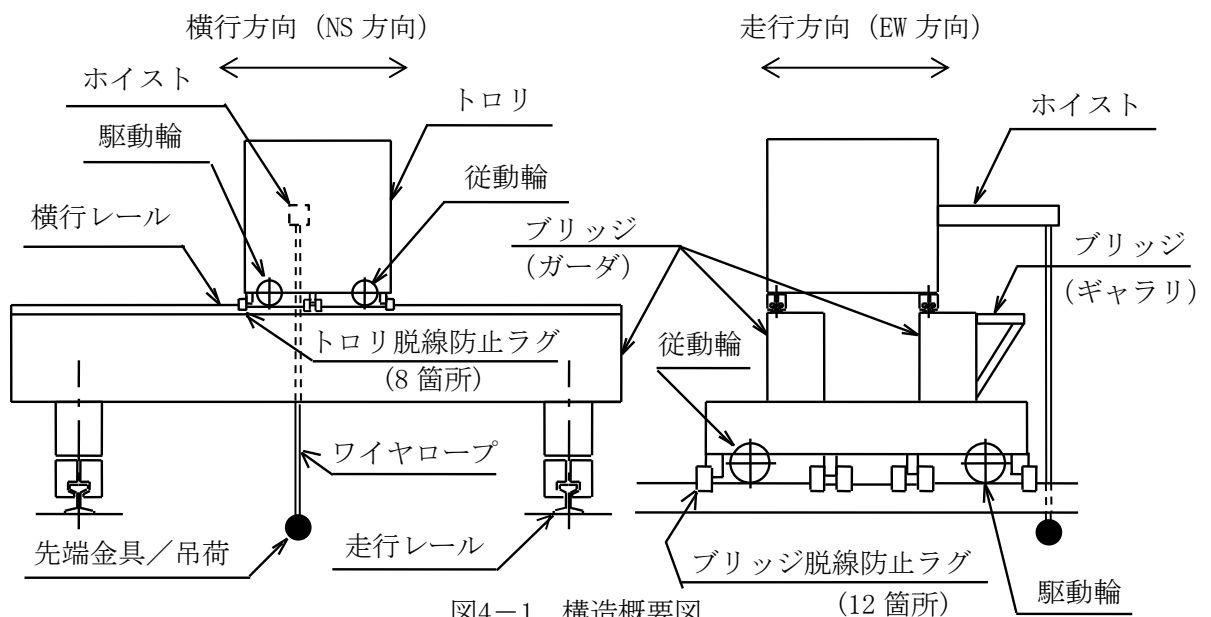 横行方向（NS 方向）
走行方向（EW 方向）
ホイスト
トロリ
駆動輪
従動輪
横行レール
トロリ脱線防止ラグ
(8 箇所)
ワイヤロープ
先端金具／吊荷
走行レール
ホイスト
ブリッジ
(ガーダ)
ブリッジ
(ギャラリ)
従動輪
ブリッジ脱線防止ラグ
(12 箇所)
駆動輪
図4－1 構造概要図